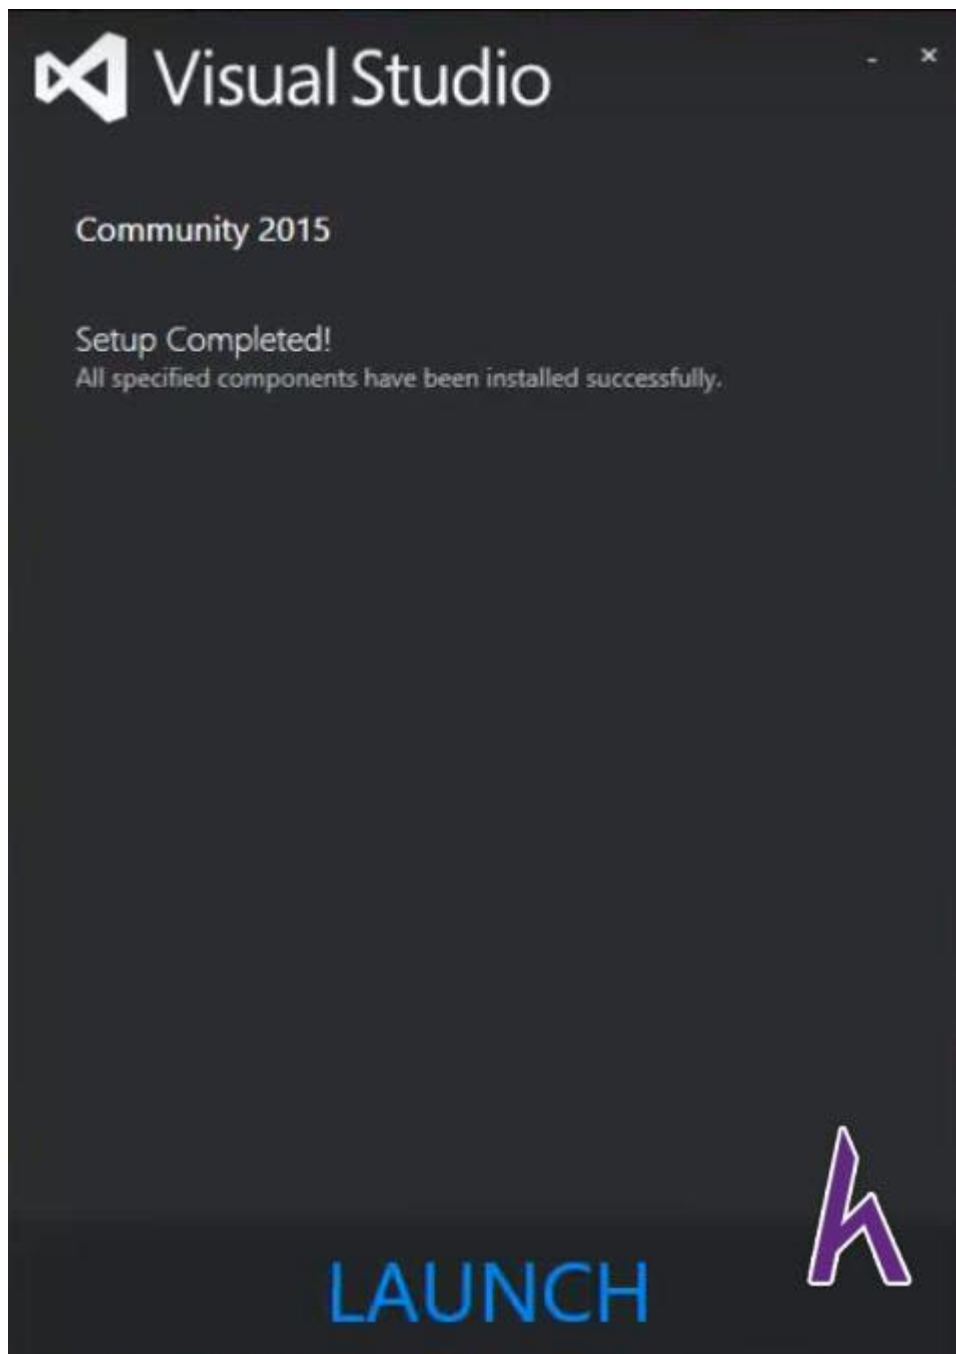 Visual Studio
Community 2015
Setup Completed!
All specified components have been installed successfully.
LAUNCH
h